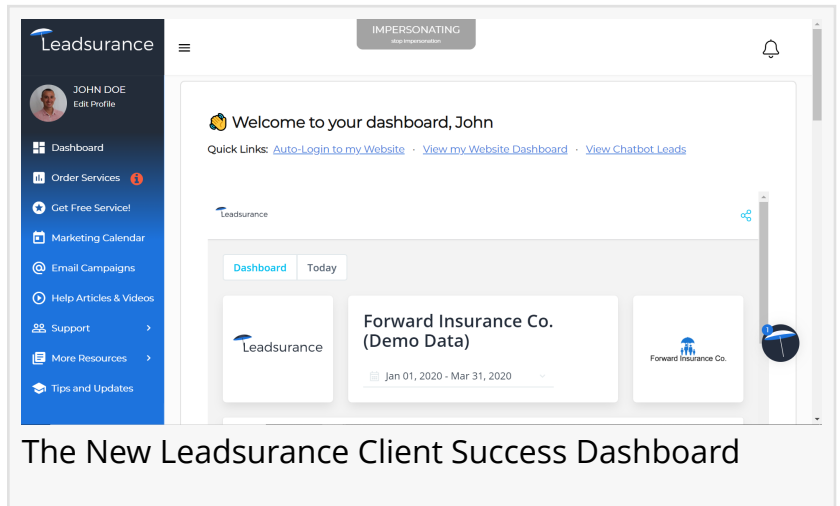 Leadsurance
IMPERSONATING
stop impersonation
JOHN DOE
Edit Profile
Dashboard
Order Services
Get Free Service!
Marketing Calendar
Email Campaigns
Help Articles & Videos
Support
More Resources
Tips and Updates
👋 Welcome to your dashboard, John
Quick Links: Auto-Login to my Website · View my Website Dashboard · View Chatbot Leads
Leadsurance
Dashboard Today
Leadsurance
Forward Insurance Co.
(Demo Data)
Jan 01, 2020 - Mar 31, 2020
Forward Insurance Co.
1
The New Leadsurance Client Success Dashboard